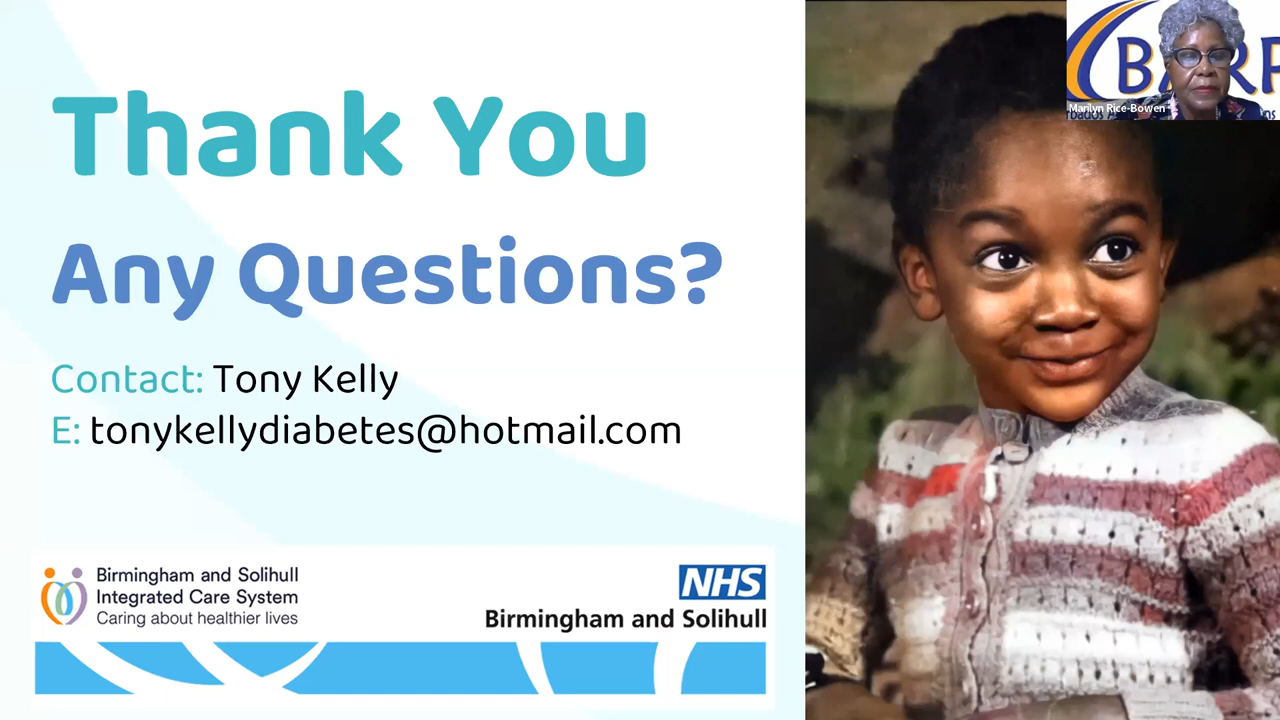 Thank You
Any Questions?
Contact: Tony Kelly
E: tonykellydiabetes@hotmail.com
Birmingham and Solihull
Integrated Care System
Caring about healthier lives
NHS
Birmingham and Solihull
BARP
Marilyn Rice-Bowen